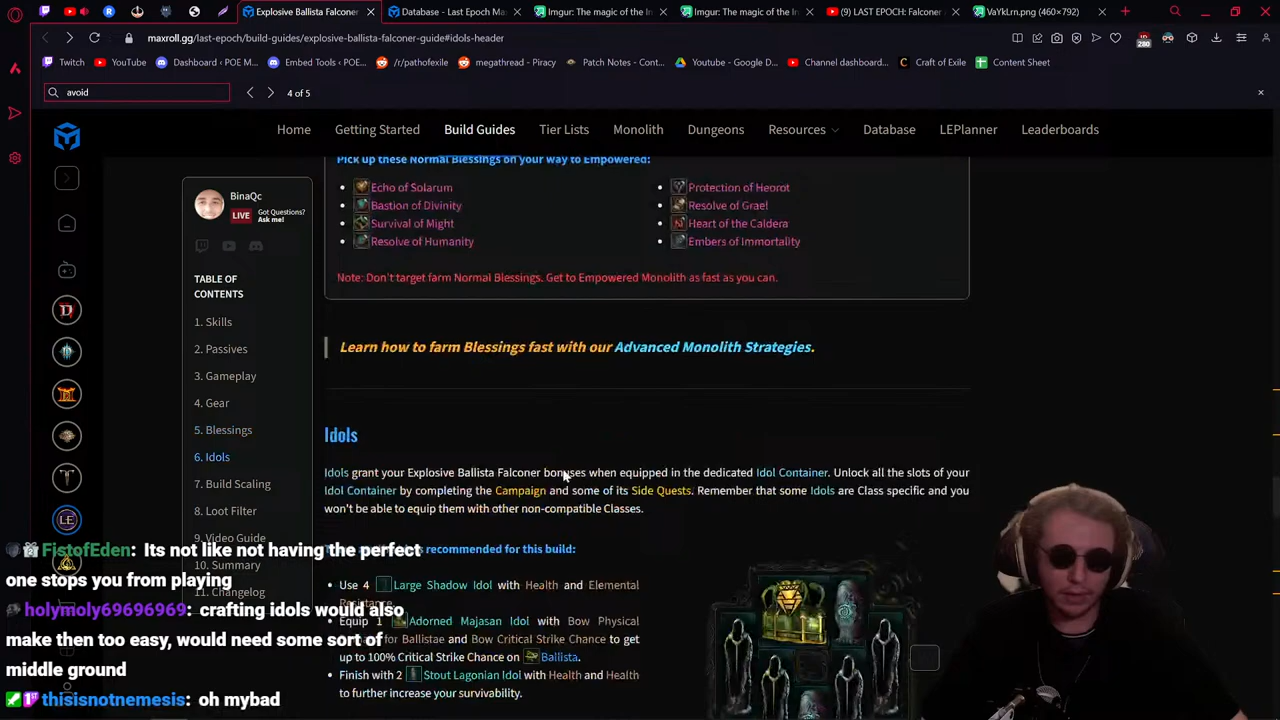 Explosive Ballista Falconer
Database - Last Epoch Ma
Imgur: The magic of the In
Imgur: The magic of the In
(9) LAST EPOCH: Falconer
VaYkLrn.png (460×792)
maxroll.gg/last-epoch/build-guides/explosive-ballista-falconer-guide#idols-header
280
Twitch
YouTube
Dashboard ‹ POE M...
Embed Tools ‹ POE...
/r/pathofexile
megathread - Piracy
Patch Notes - Cont...
Youtube - Google D...
Channel dashboard...
Craft of Exile
Content Sheet
avoid
4 of 5
Home
Getting Started
Build Guides
Tier Lists
Monolith
Dungeons
Resources
Database
LEPlanner
Leaderboards
Pick up these Normal Blessings on your way to Empowered:
Echo of Solarum
Protection of Heorot
Bastion of Divinity
Resolve of Grael
Survival of Might
Heart of the Caldera
Resolve of Humanity
Embers of Immortality
Note: Don't target farm Normal Blessings. Get to Empowered Monolith as fast as you can.
BinaQc
LIVE
Got Questions?
Ask me!
TABLE OF
CONTENTS
1. Skills
2. Passives
3. Gameplay
4. Gear
5. Blessings
6. Idols
7. Build Scaling
8. Loot Filter
9. Video Guide
10. Summary
11. Changelog
Learn how to farm Blessings fast with our Advanced Monolith Strategies.
Idols
Idols grant your Explosive Ballista Falconer bonuses when equipped in the dedicated Idol Container. Unlock all the slots of your
Idol Container by completing the Campaign and some of its Side Quests. Remember that some Idols are Class specific and you
won't be able to equip them with other non-compatible Classes.
recommended for this build:
Use 4 Large Shadow Idol with Health and Elemental
Equip 1 Adorned Majasan Idol with Bow Physical
for Ballistae and Bow Critical Strike Chance to get
up to 100% Critical Strike Chance on Ballista.
Finish with 2 Stout Lagonian Idol with Health and Health
to further increase your survivability.
FistofEden: Its not like not having the perfect
one stops you from playing
holymoly69696969: crafting idols would also
make then too easy, would need some sort of
middle ground
thisisnotnemesis: oh mybad